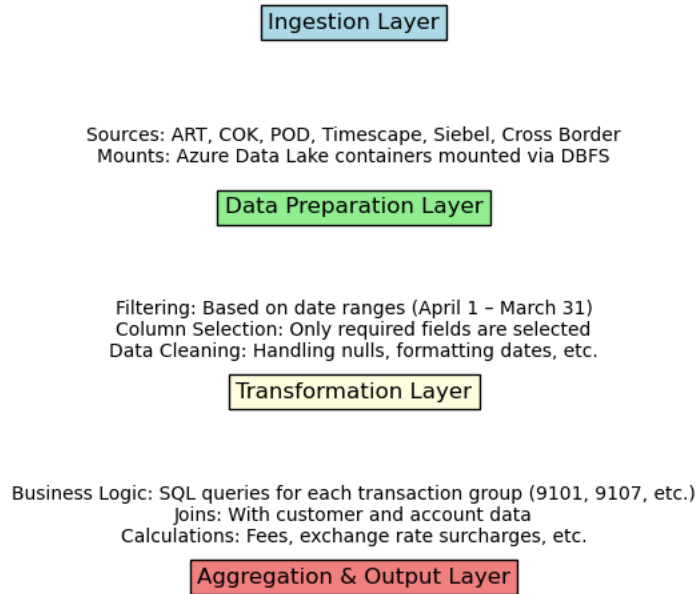 Ingestion Layer
Sources: ART, COK, POD, Timescape, Siebel, Cross Border
Mounts: Azure Data Lake containers mounted via DBFS
Data Preparation Layer
Filtering: Based on date ranges (April 1 – March 31)
Column Selection: Only required fields are selected
Data Cleaning: Handling nulls, formatting dates, etc.
Transformation Layer
Business Logic: SQL queries for each transaction group (9101, 9107, etc.)
Joins: With customer and account data
Calculations: Fees, exchange rate surcharges, etc.
Aggregation & Output Layer